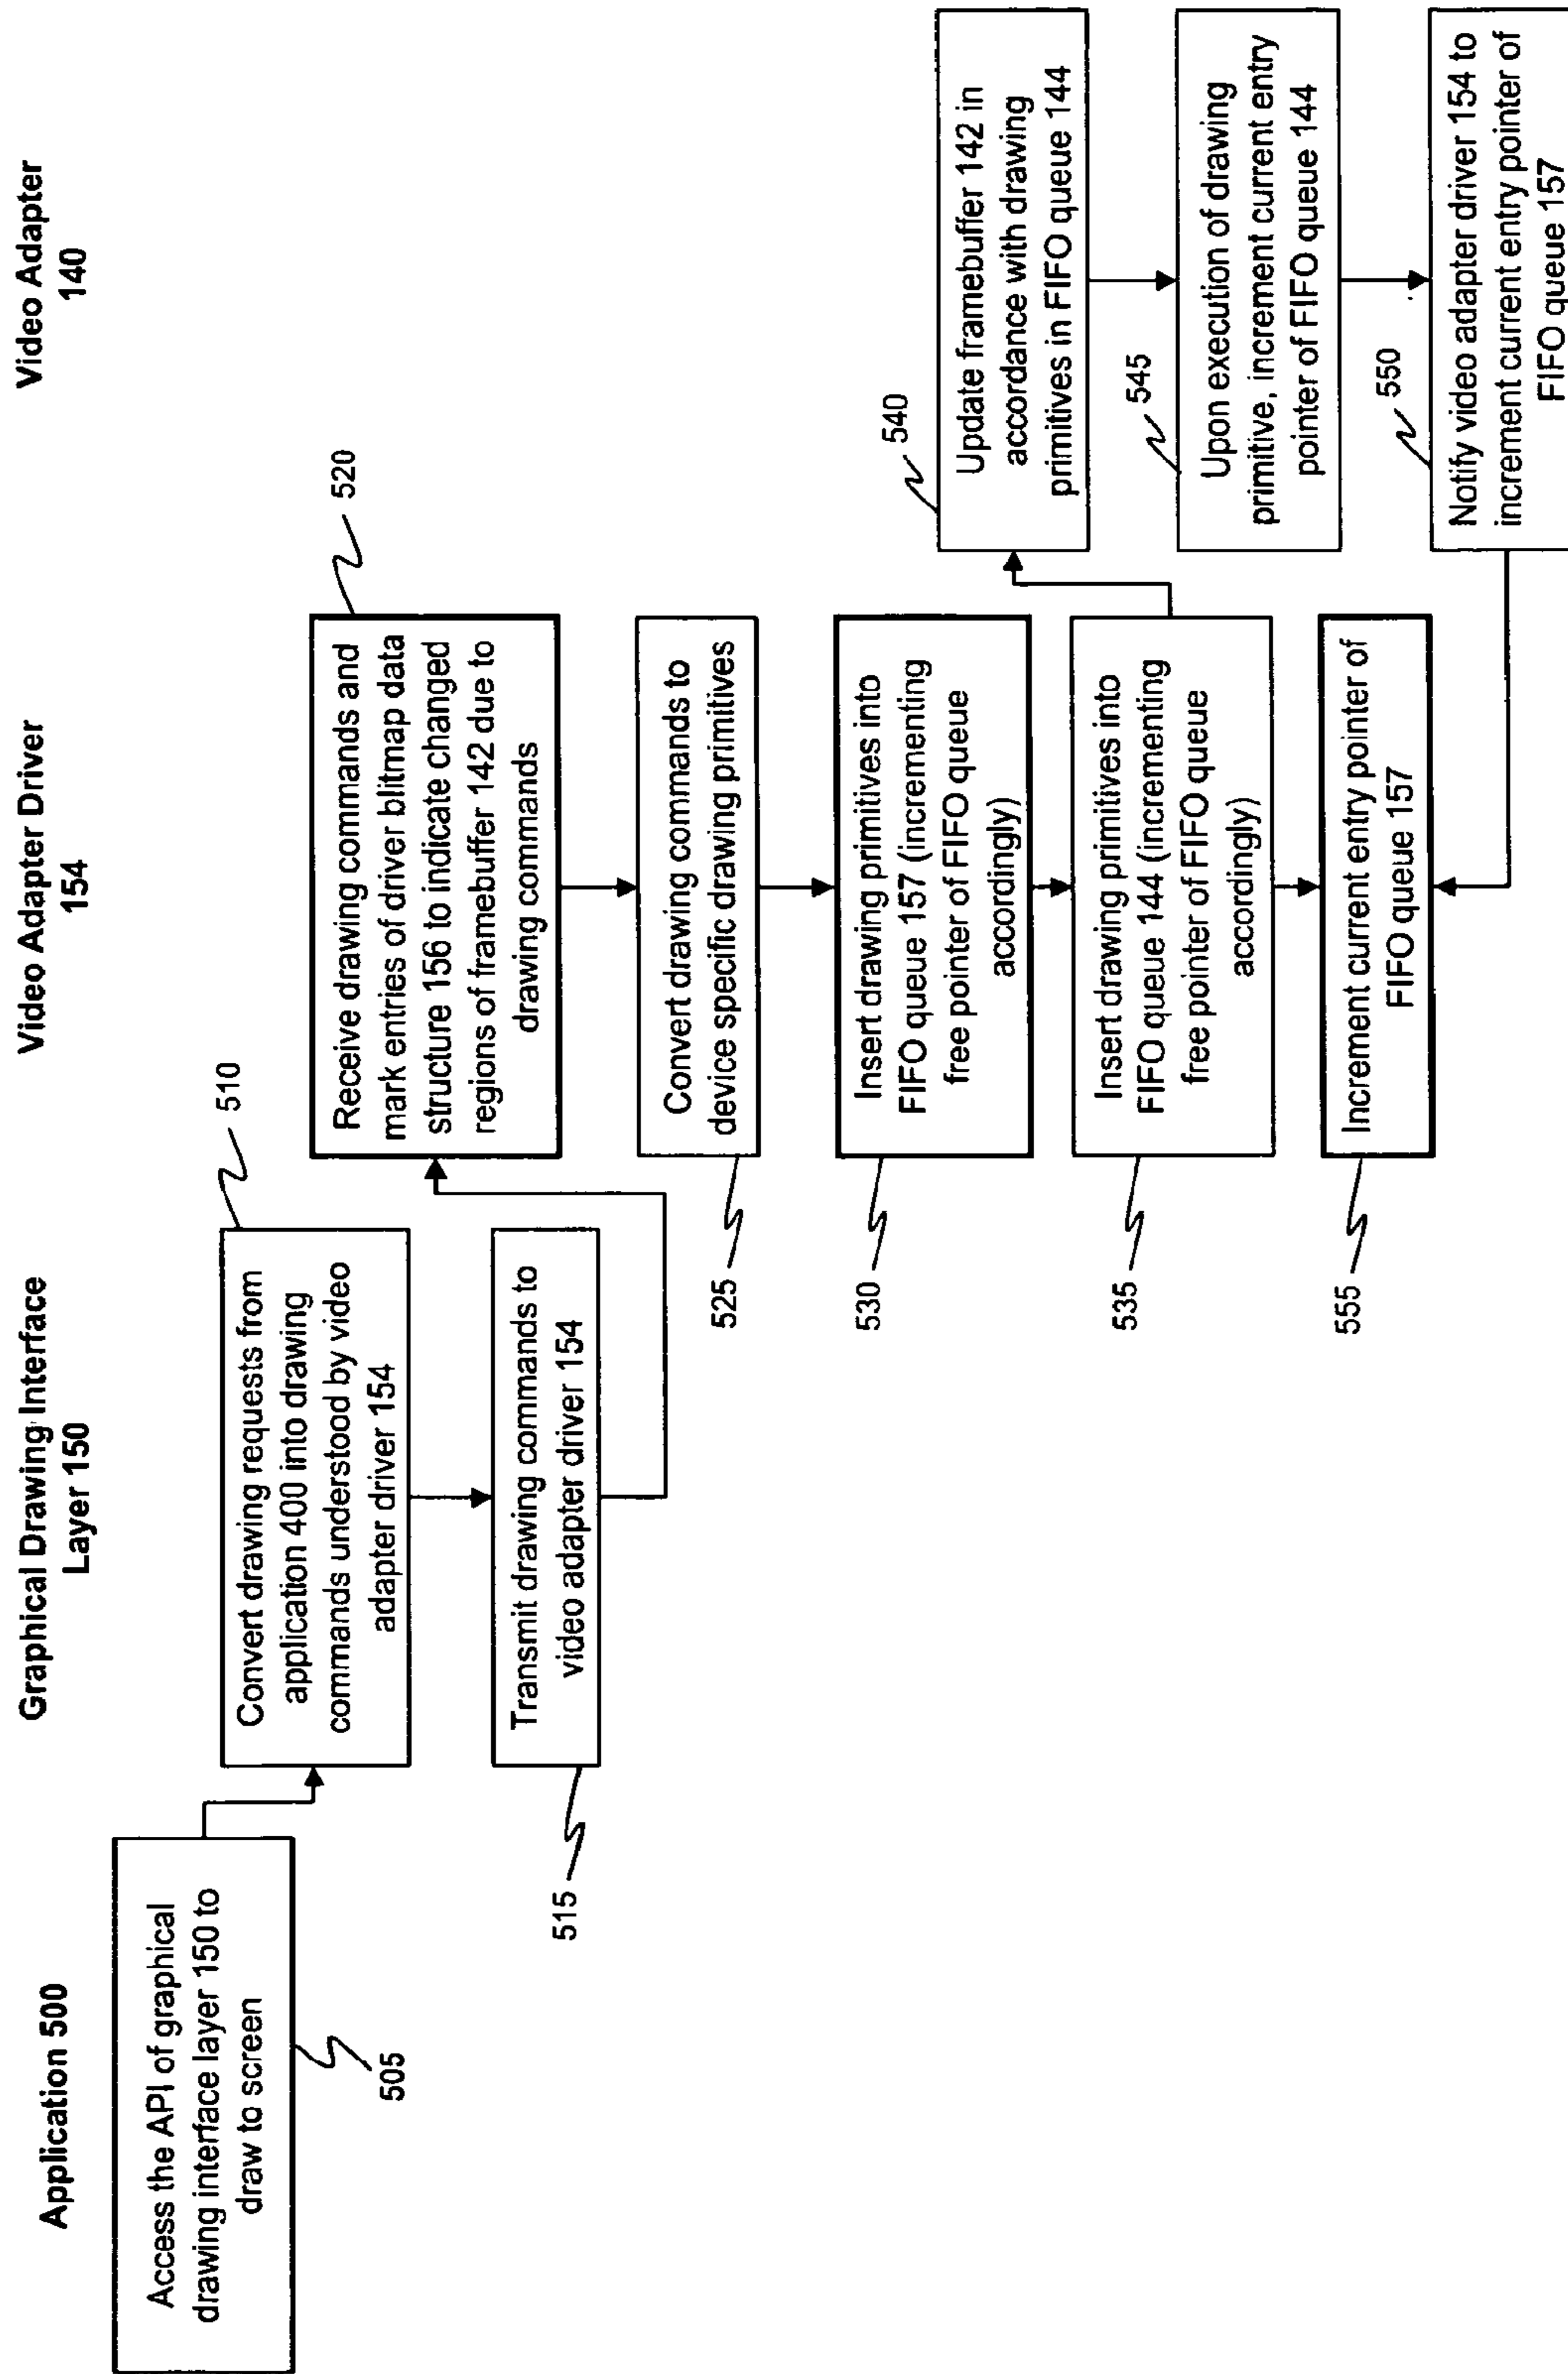 Application 500
Access the API of graphical
drawing interface layer 150 to
draw to screen
505
Graphical Drawing Interface
Layer 150
510
Convert drawing requests from
application 400 into drawing
commands understood by video
adapter driver 154
Transmit drawing commands to
video adapter driver 154
515
Video Adapter Driver
154
520
Receive drawing commands and
mark entries of driver blitmap data
structure 156 to indicate changed
regions of framebuffer 142 due to
drawing commands
Convert drawing commands to
device specific drawing primitives
525
Insert drawing primitives into
FIFO queue 157 (incrementing
free pointer of FIFO queue
accordingly)
530
Insert drawing primitives into
FIFO queue 144 (incrementing
free pointer of FIFO queue
accordingly)
535
Increment current entry pointer of
FIFO queue 157
555
Video Adapter
140
540
Update framebuffer 142 in
accordance with drawing
primitives in FIFO queue 144
545
Upon execution of drawing
primitive, increment current entry
pointer of FIFO queue 144
550
Notify video adapter driver 154 to
increment current entry pointer of
FIFO queue 157